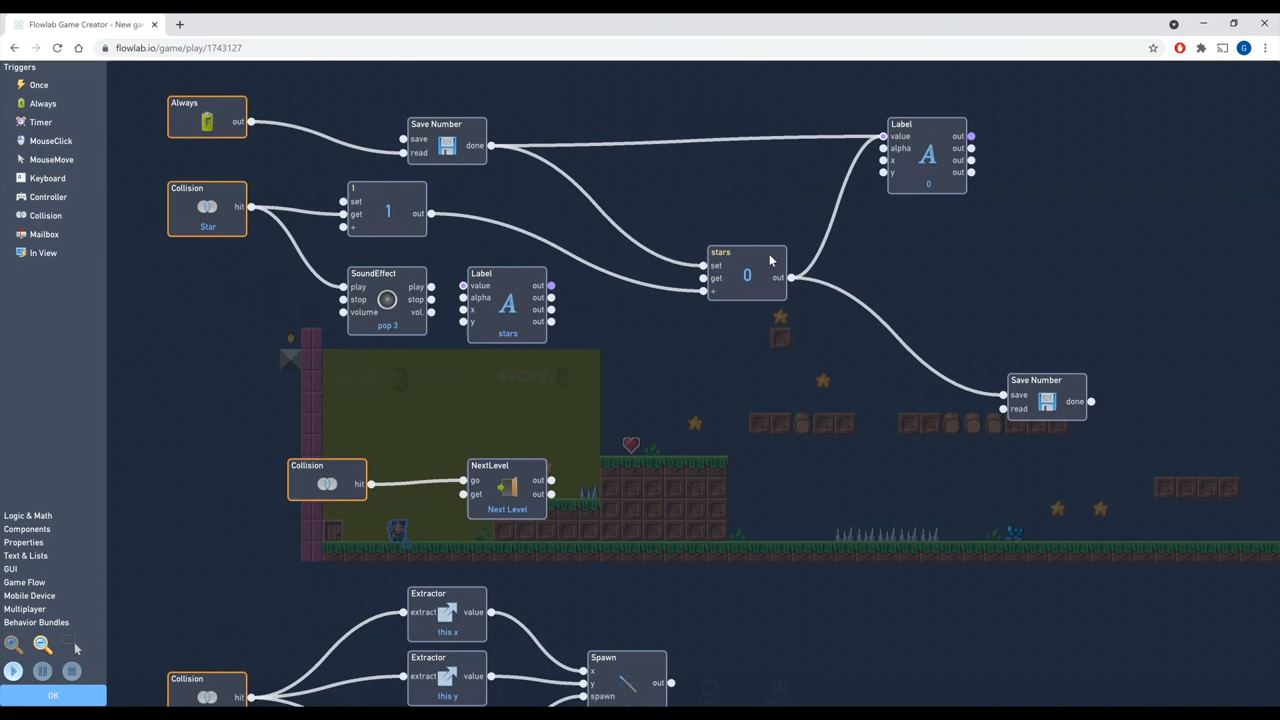 Flowlab Game Creator - New gar
flowlab.io/game/play/1743127
G
Triggers
Once
Always
Timer
MouseClick
MouseMove
Keyboard
Controller
Collision
Mailbox
In View
Logic & Math
Components
Properties
Text & Lists
GUI
Game Flow
Mobile Device
Multiplayer
Behavior Bundles
OK
Always
out
Save Number
save
read
done
Label
value out
alpha out
x out
y out
A
0
Collision
hit
Star
1
set
get
+
1
out
stars
set
get
+
0
out
SoundEffect
play play
stop stop
volume vol.
pop 3
Label
value out
alpha out
x out
y out
A
stars
Save Number
save
read
done
Collision
hit
NextLevel
go out
get out
Next Level
Extractor
extract value
this x
Extractor
extract value
this y
Spawn
x
y
spawn
out
Collision
hit